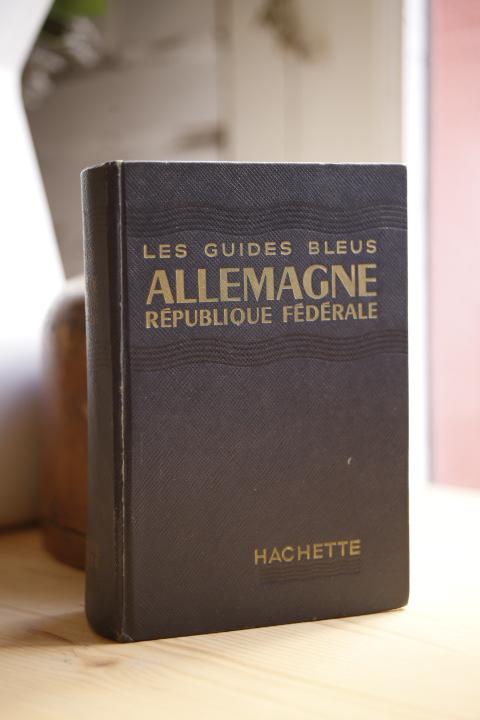 LES GUIDES BLEUS
ALLEMAGNE
RÉPUBLIQUE FÉDÉRALE
HACHETTE